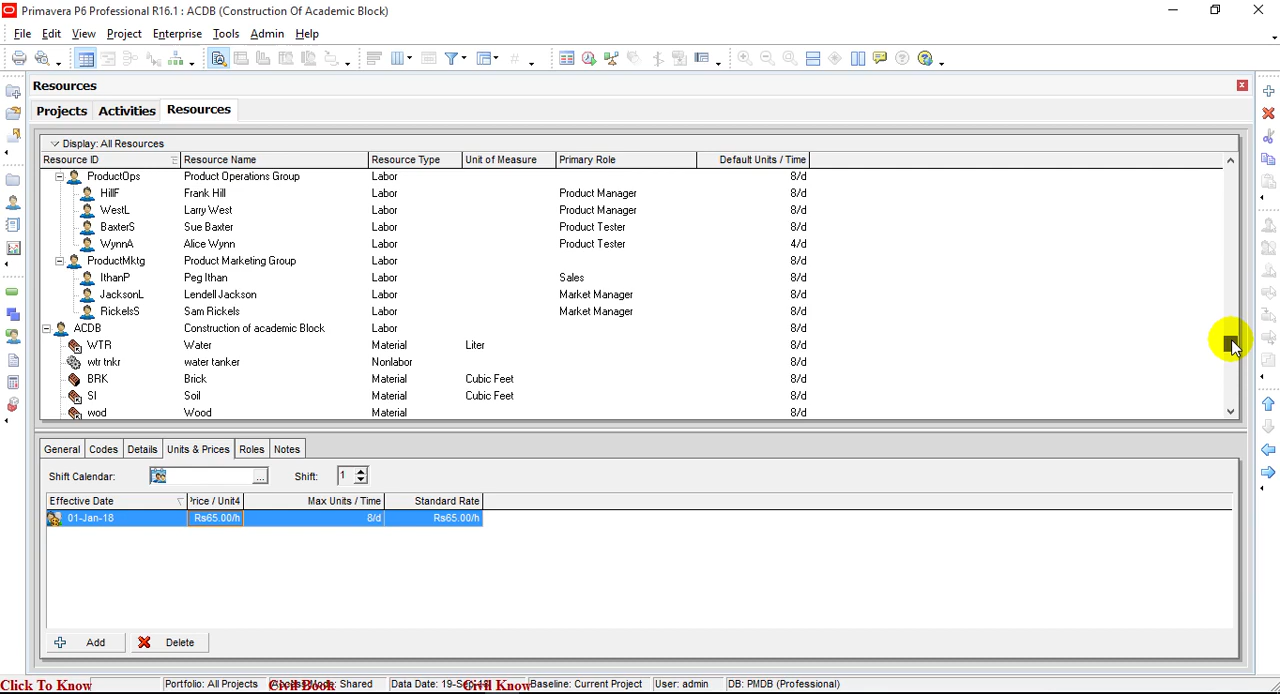 Primavera P6 Professional R16.1 : ACDB (Construction Of Academic Block)
File Edit View Project Enterprise Tools Admin Help
Resources
Projects Activities Resources
Display: All Resources
Resource ID Resource Name Resource Type Unit of Measure Primary Role Default Units / Time
ProductOps Product Operations Group Labor 8/d
HillF Frank Hill Labor Product Manager 8/d
WestL Larry West Labor Product Manager 8/d
BaxterS Sue Baxter Labor Product Tester 8/d
WynnA Alice Wynn Labor Product Tester 4/d
ProductMktg Product Marketing Group Labor 8/d
IthanP Peg Ithan Labor Sales 8/d
JacksonL Lendell Jackson Labor Market Manager 8/d
RickelsS Sam Rickels Labor Market Manager 8/d
ACDB Construction of academic Block Labor 8/d
WTR Water Material Liter 8/d
wtr tnkr water tanker Nonlabor 8/d
BRK Brick Material Cubic Feet 8/d
SI Soil Material Cubic Feet 8/d
wod Wood Material 8/d
General Codes Details Units & Prices Roles Notes
Shift Calendar: ... Shift: 1
Effective Date Price / Unit4 Max Units / Time Standard Rate
01-Jan-18 Rs65.00/h 8/d Rs65.00/h
Add Delete
Click To Know Portfolio: All Projects Civil Book Shared Data Date: Civil Know Baseline: Current Project User: admin DB: PMDB (Professional)